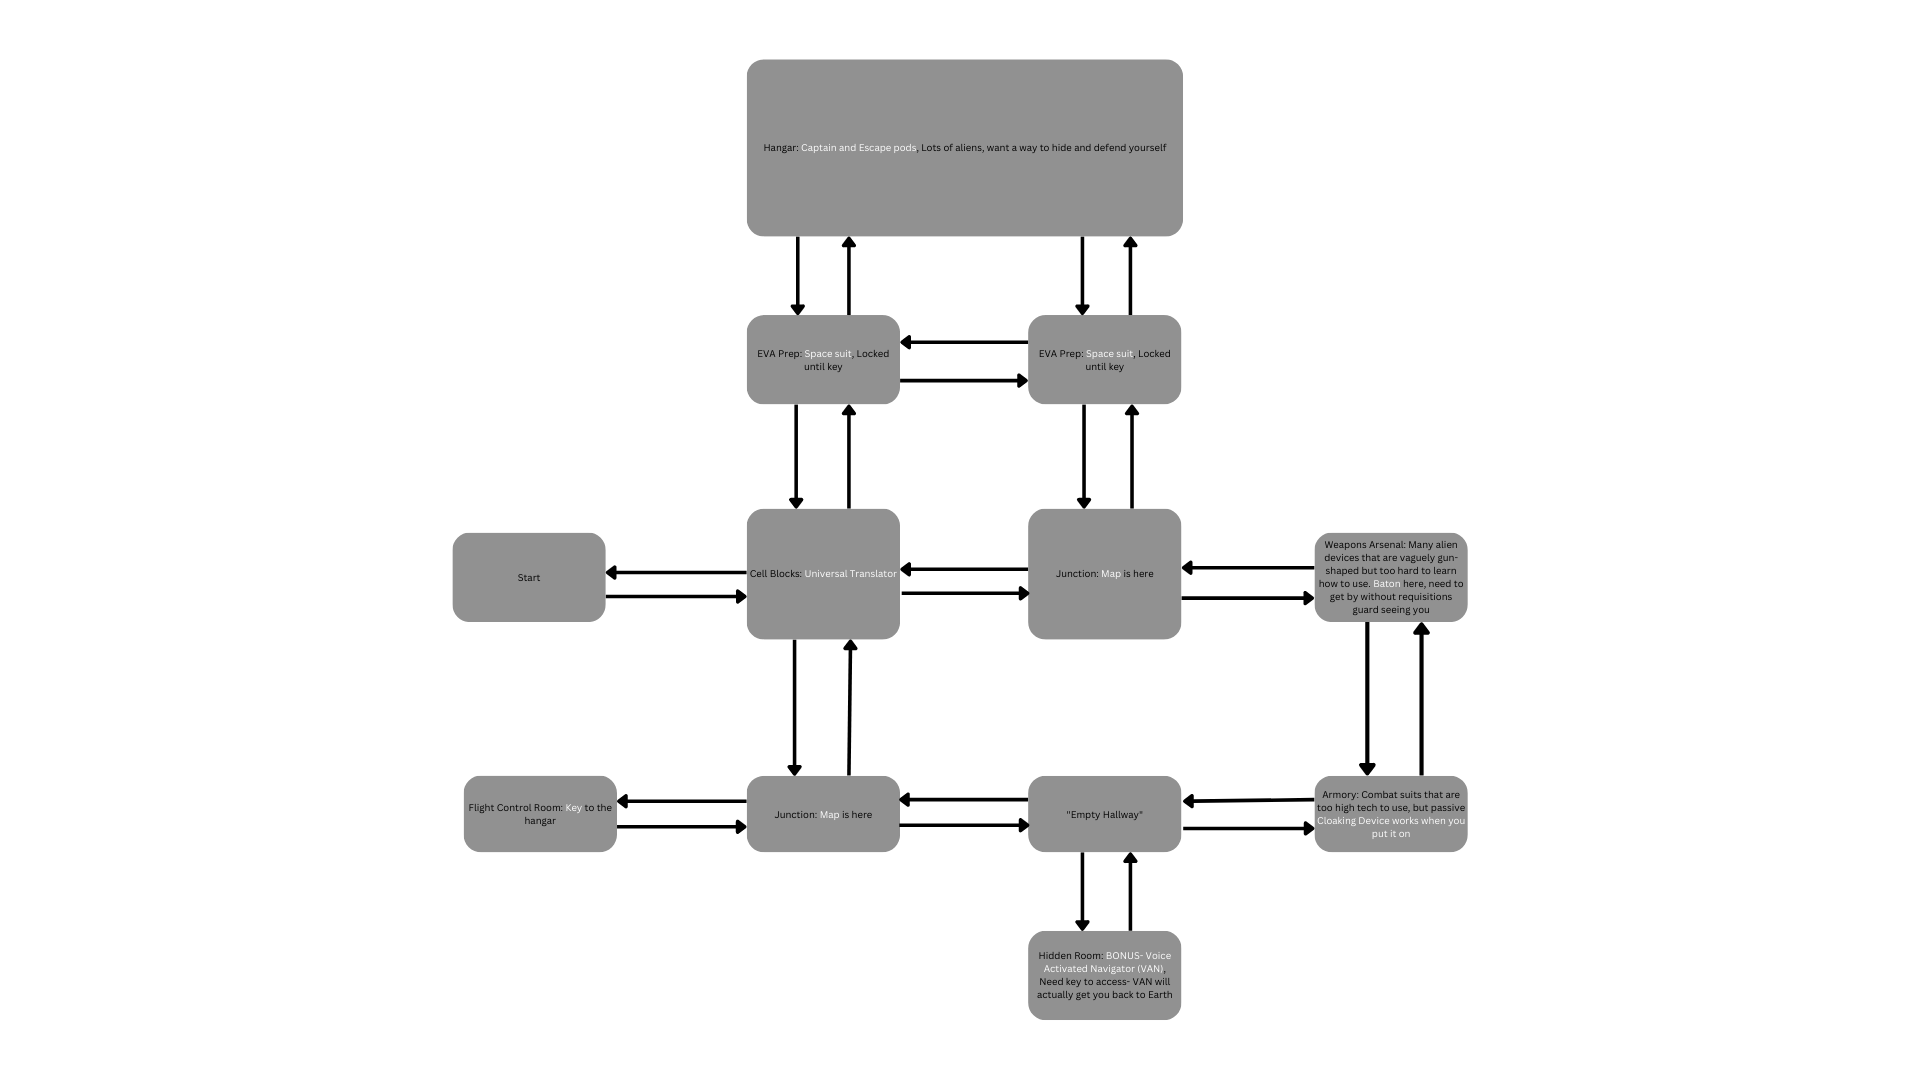 Hangar: Captain and Escape pods, Lots of aliens, want a way to hide and defend yourself
EVA Prep: Space suit, Locked
until key
EVA Prep: Space suit, Locked
until key
Start
Cell Blocks: Universal Translator
Junction: Map is here
Weapons Arsenal: Many alien
devices that are vaguely gun-
shaped but too hard to learn
how to use. Baton here, need to
get by without requisitions
guard seeing you
Flight Control Room: Key to the
hangar
Junction: Map is here
"Empty Hallway"
Armory: Combat suits that are
too high tech to use, but passive
Cloaking Device works when you
put it on
Hidden Room: BONUS- Voice
Activated Navigator (VAN),
Need key to access- VAN will
actually get you back to Earth